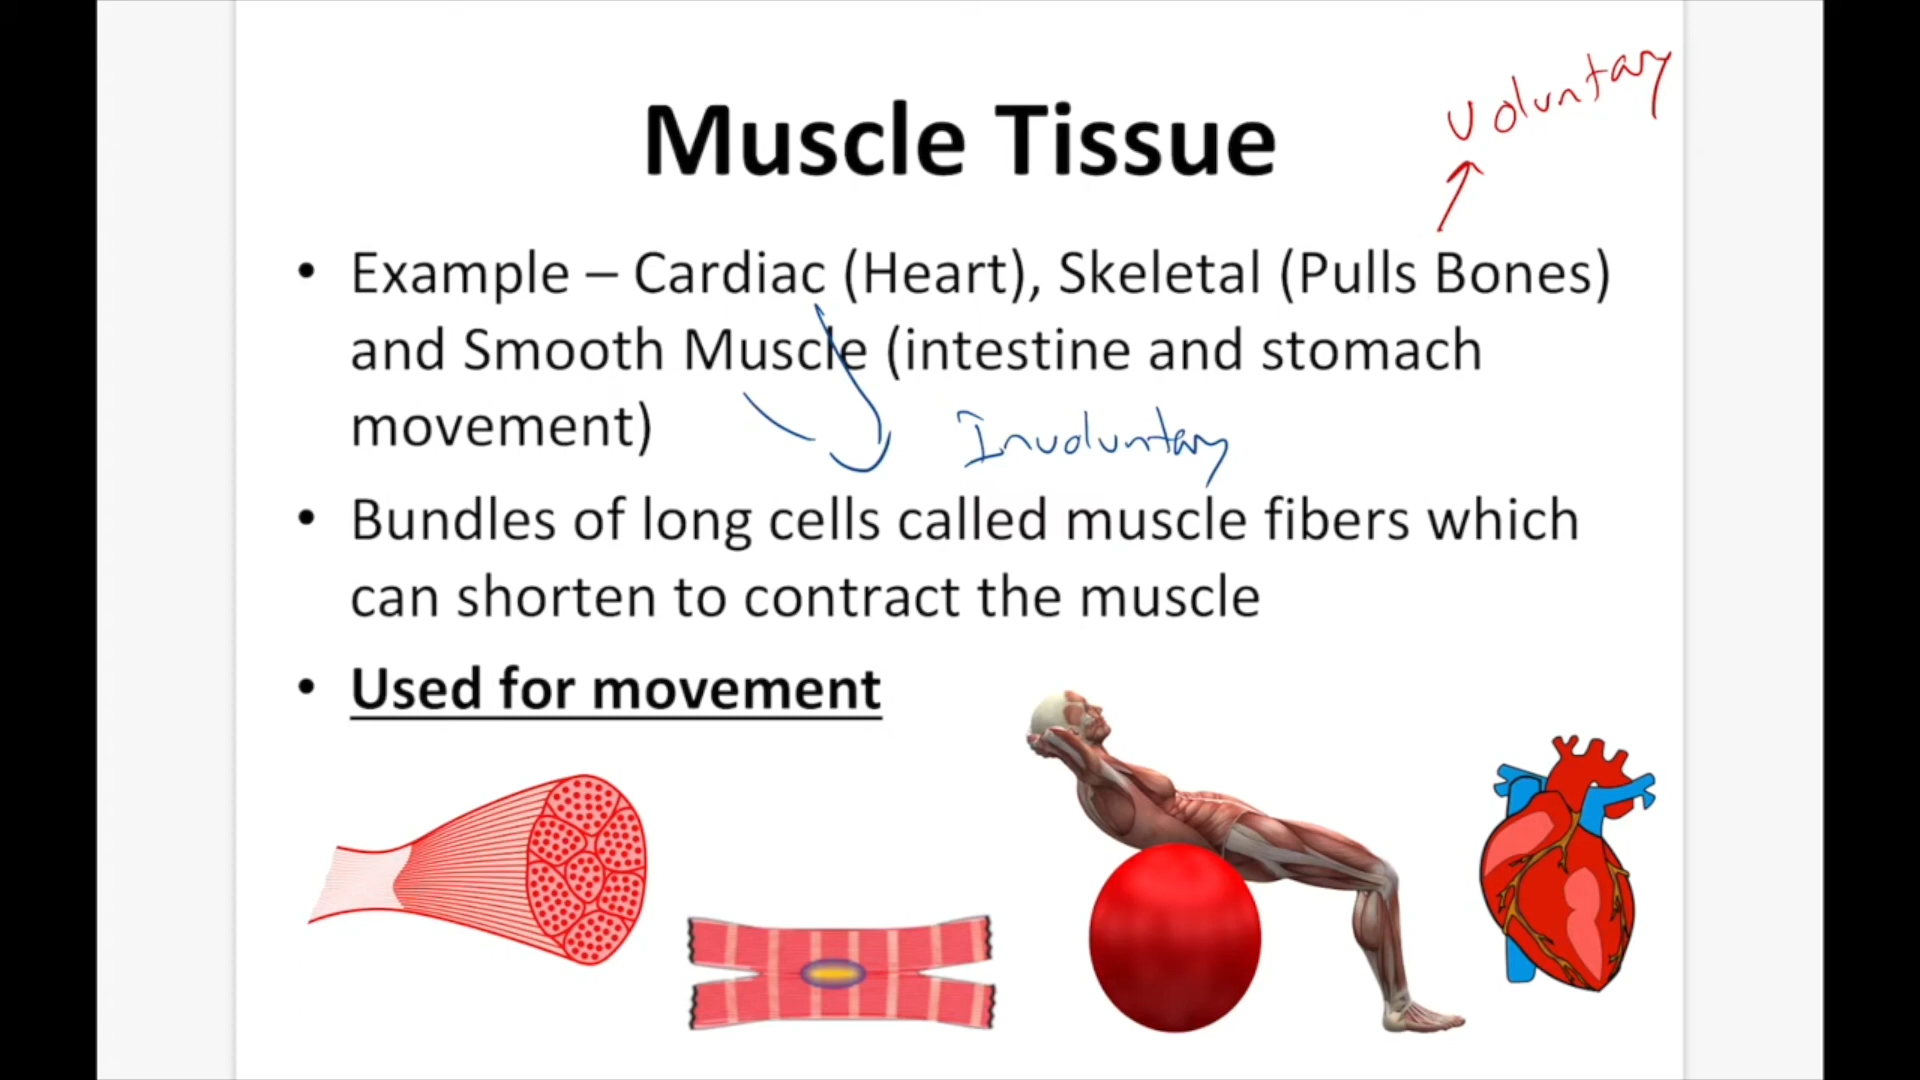 voluntary
Muscle Tissue
• Example – Cardiac (Heart), Skeletal (Pulls Bones)
and Smooth Muscle (intestine and stomach
movement)
Involuntary
• Bundles of long cells called muscle fibers which
can shorten to contract the muscle
• Used for movement